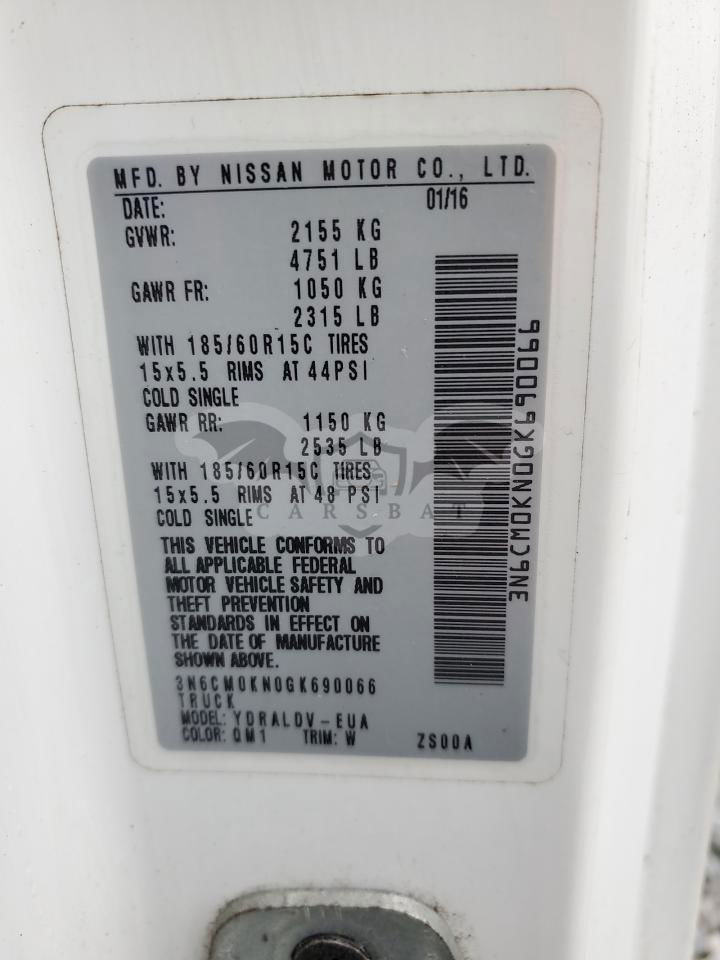 MFD. BY NISSAN MOTOR CO., LTD.
DATE: 01/16
GVWR: 2155 KG
4751 LB
GAWR FR: 1050 KG
2315 LB
WITH 185/60R15C TIRES
15x5.5 RIMS AT 44PSI
COLD SINGLE
GAWR RR: 1150 KG
2535 LB
WITH 185/60R15C TIRES
15x5.5 RIMS AT 48 PSI
COLD SINGLE
CARSBAT
THIS VEHICLE CONFORMS TO
ALL APPLICABLE FEDERAL
MOTOR VEHICLE SAFETY AND
THEFT PREVENTION
STANDARDS IN EFFECT ON
THE DATE OF MANUFACTURE
SHOWN ABOVE.
3N6CM0KN0GK690066
TRUCK
MODEL: YDRALDV-EUA
COLOR: QM1 TRIM: W ZS00A
3N6CM0KN0GK690066